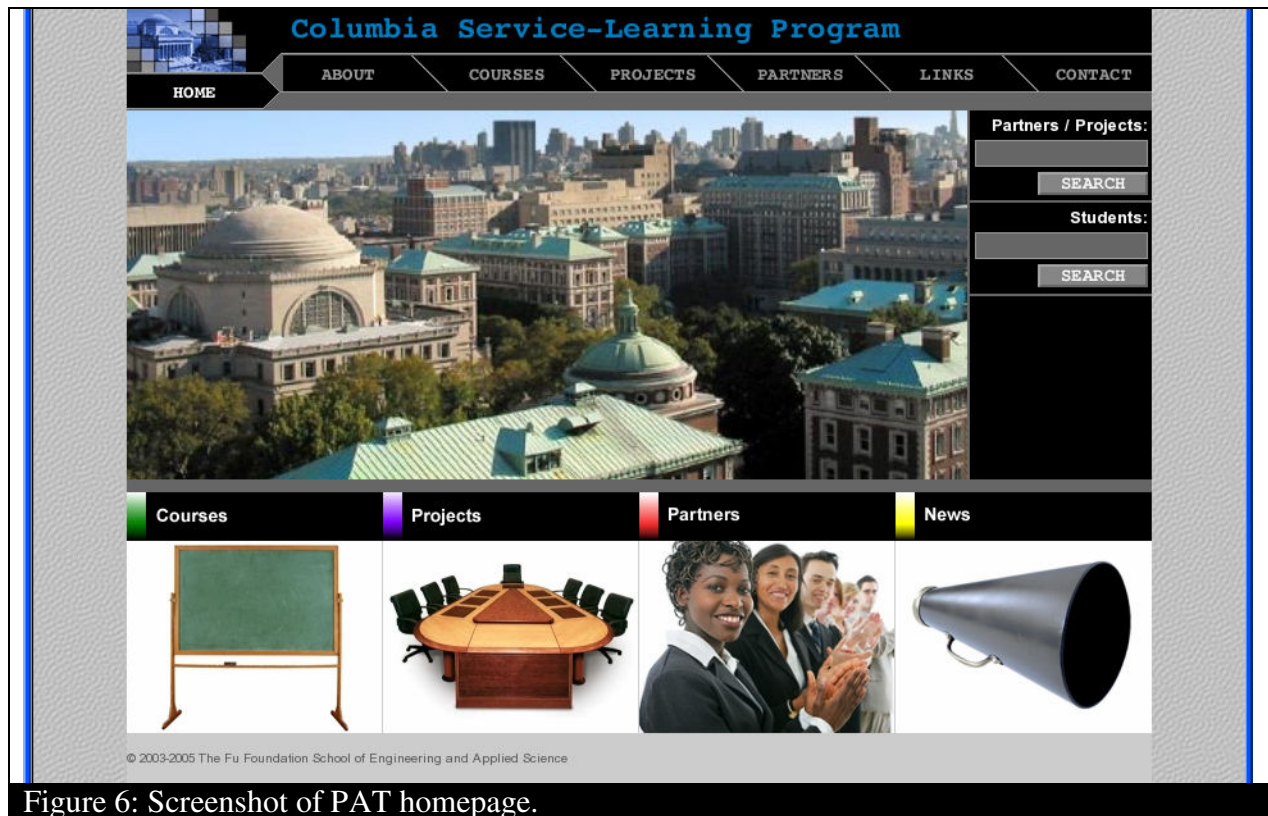 Columbia Service-Learning Program
HOME
ABOUT
COURSES
PROJECTS
PARTNERS
LINKS
CONTACT
Partners / Projects:
SEARCH
Students:
SEARCH
Courses
Projects
Partners
News
© 2003-2005 The Fu Foundation School of Engineering and Applied Science
Figure 6: Screenshot of PAT homepage.